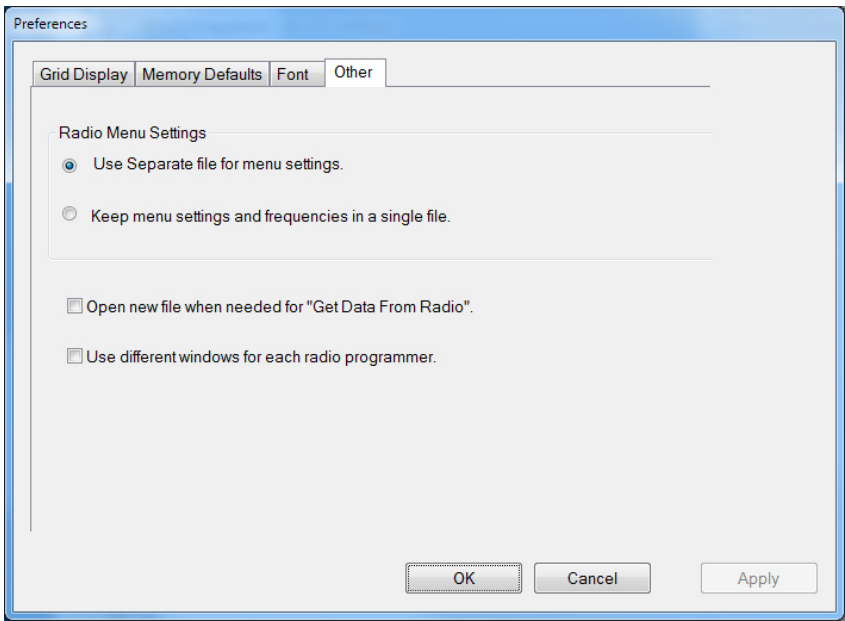 Preferences
Grid Display Memory Defaults Font Other
Radio Menu Settings
Use Separate file for menu settings.
Keep menu settings and frequencies in a single file.
Open new file when needed for "Get Data From Radio".
Use different windows for each radio programmer.
OK Cancel Apply